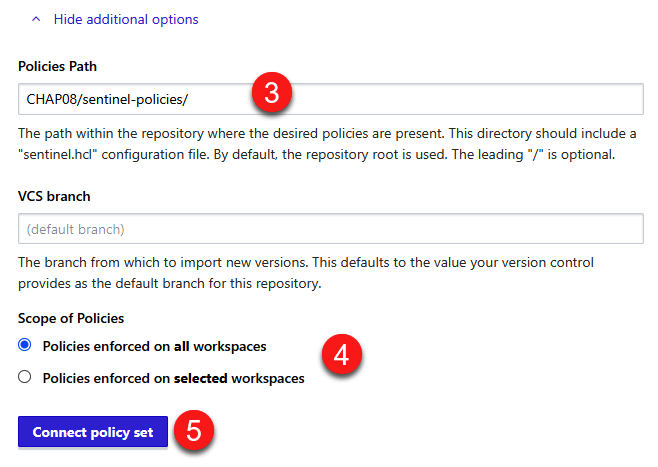 Hide additional options
Policies Path
CHAP08/sentinel-policies/
3
The path within the repository where the desired policies are present. This directory should include a
"sentinel.hcl" configuration file. By default, the repository root is used. The leading "/" is optional.
VCS branch
(default branch)
The branch from which to import new versions. This defaults to the value your version control
provides as the default branch for this repository.
Scope of Policies
Policies enforced on all workspaces
4
Policies enforced on selected workspaces
Connect policy set
5